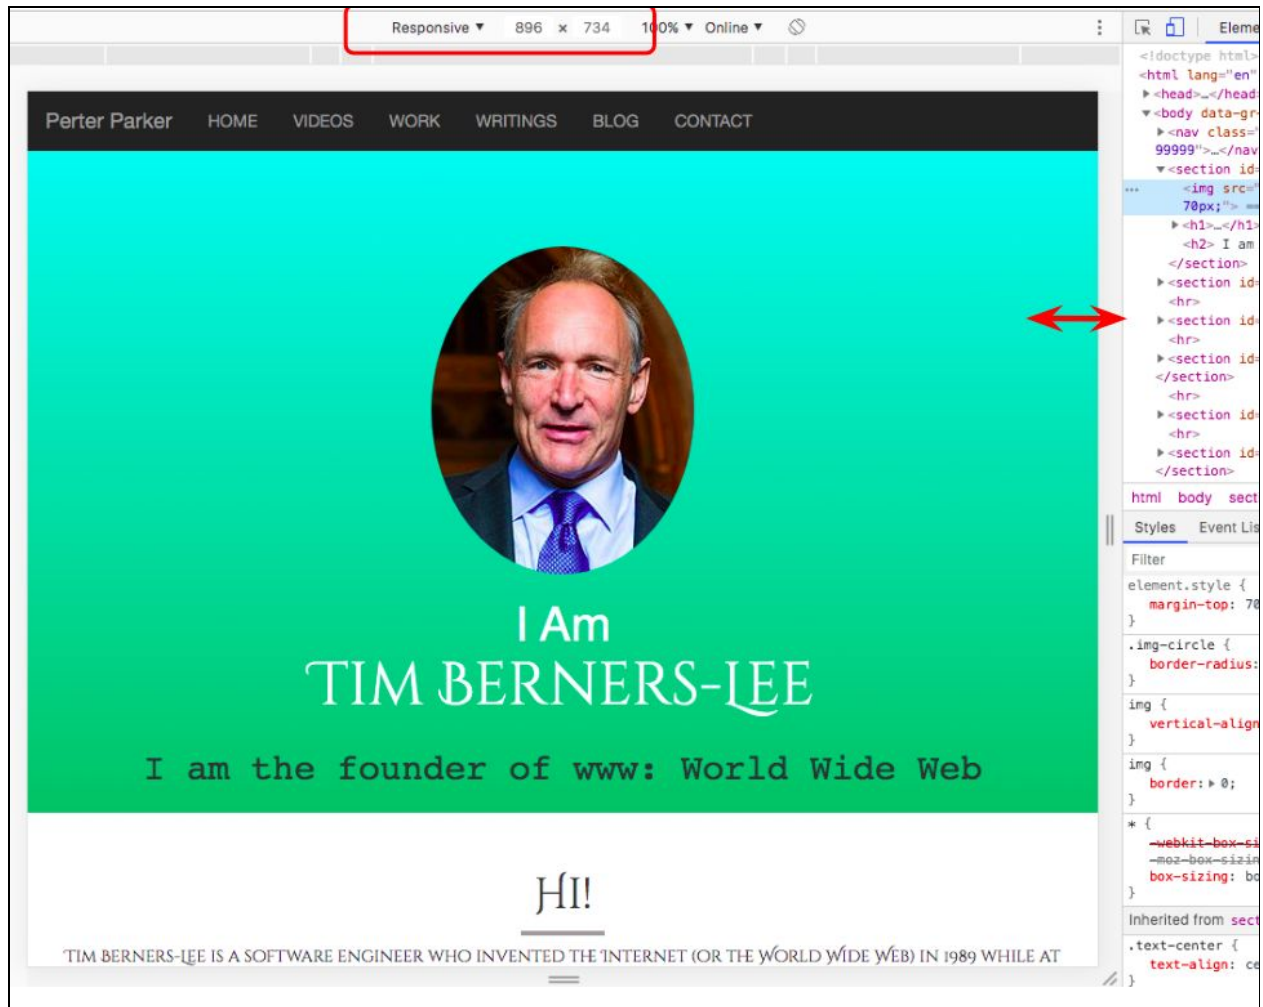 Responsive ▼ 896 × 734 100% ▼ Online ▼
Eleme
<!doctype html>
<html lang="en"
▶<head>…</head>
▼<body data-gr-
▶<nav class="
99999">…</nav
▼<section id=
… <img src="
70px;"> ==
▶<h1>…</h1>
<h2> I am
</section>
▶<section id=
<hr>
▶<section id=
<hr>
▶<section id=
</section>
<hr>
▶<section id=
<hr>
▶<section id=
</section>
html body sect
Styles Event Lis
Filter
element.style {
margin-top: 70
}
.img-circle {
border-radius:
}
img {
vertical-align
}
img {
border:▶ 0;
}
* {
-webkit-box-si
-moz-box-sizin
box-sizing: bo
}
Inherited from sect
.text-center {
text-align: ce
}
Perter Parker HOME VIDEOS WORK WRITINGS BLOG CONTACT
I Am
Tim Berners-Lee
I am the founder of www: World Wide Web
Hi!
Tim Berners-Lee is a software engineer who invented the Internet (or the World Wide Web) in 1989 while at